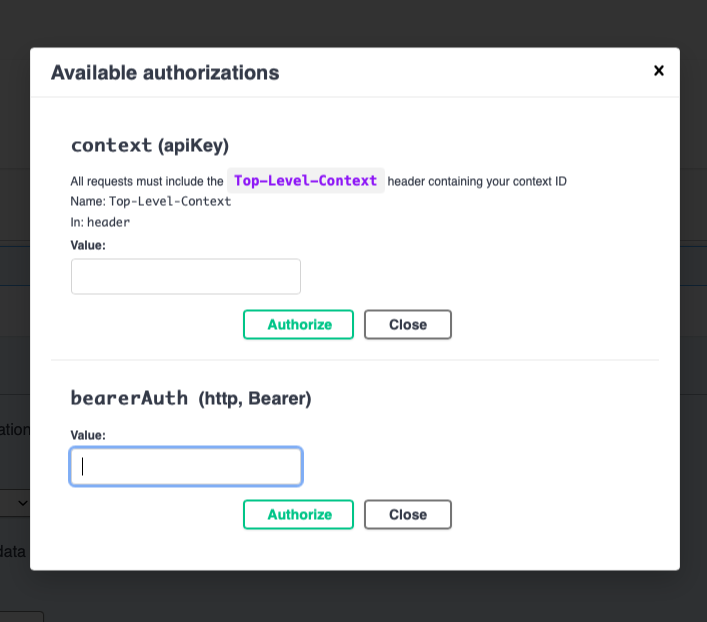 Available authorizations
context (apiKey)
All requests must include the Top-Level-Context header containing your context ID
Name: Top-Level-Context
In: header
Value:
Authorize Close
bearerAuth (http, Bearer)
ation
Value:
Authorize Close
data